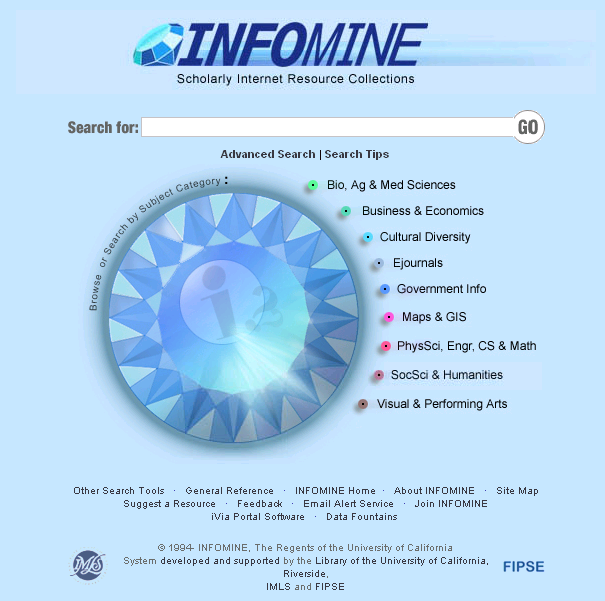 INFOMINE
Scholarly Internet Resource Collections
Search for:
GO
Advanced Search | Search Tips
Browse or Search by Subject Category :
Bio, Ag & Med Sciences
Business & Economics
Cultural Diversity
Ejournals
Government Info
Maps & GIS
PhysSci, Engr, CS & Math
SocSci & Humanities
Visual & Performing Arts
i2
Other Search Tools · General Reference · INFOMINE Home · About INFOMINE · Site Map
Suggest a Resource · Feedback · Email Alert Service · Join INFOMINE
iVia Portal Software · Data Fountains
© 1994- INFOMINE, The Regents of the University of California
System developed and supported by the Library of the University of California,
Riverside,
IMLS and FIPSE
IMLS
FIPSE